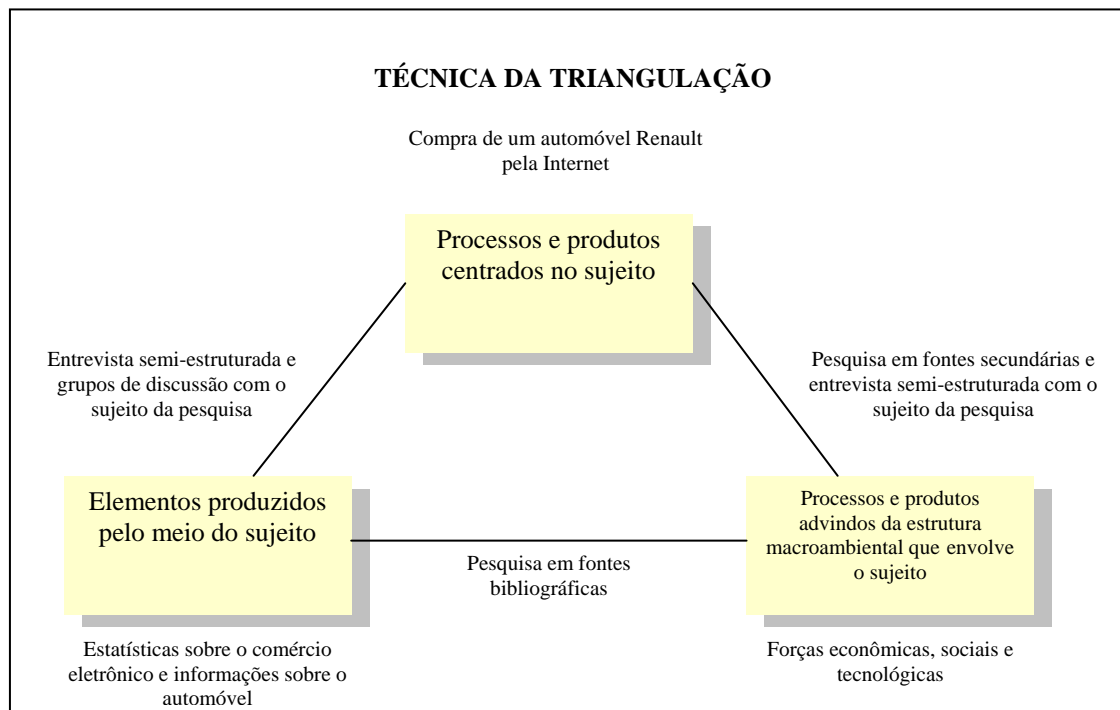 TÉCNICA DA TRIANGULAÇÃO
Compra de um automóvel Renault
pela Internet
Processos e produtos
centrados no sujeito
Entrevista semi-estruturada e
grupos de discussão com o
sujeito da pesquisa
Pesquisa em fontes secundárias e
entrevista semi-estruturada com o
sujeito da pesquisa
Elementos produzidos
pelo meio do sujeito
Processos e produtos
advindos da estrutura
macroambiental que envolve
o sujeito
Pesquisa em fontes
bibliográficas
Estatísticas sobre o comércio
eletrônico e informações sobre o
automóvel
Forças econômicas, sociais e
tecnológicas